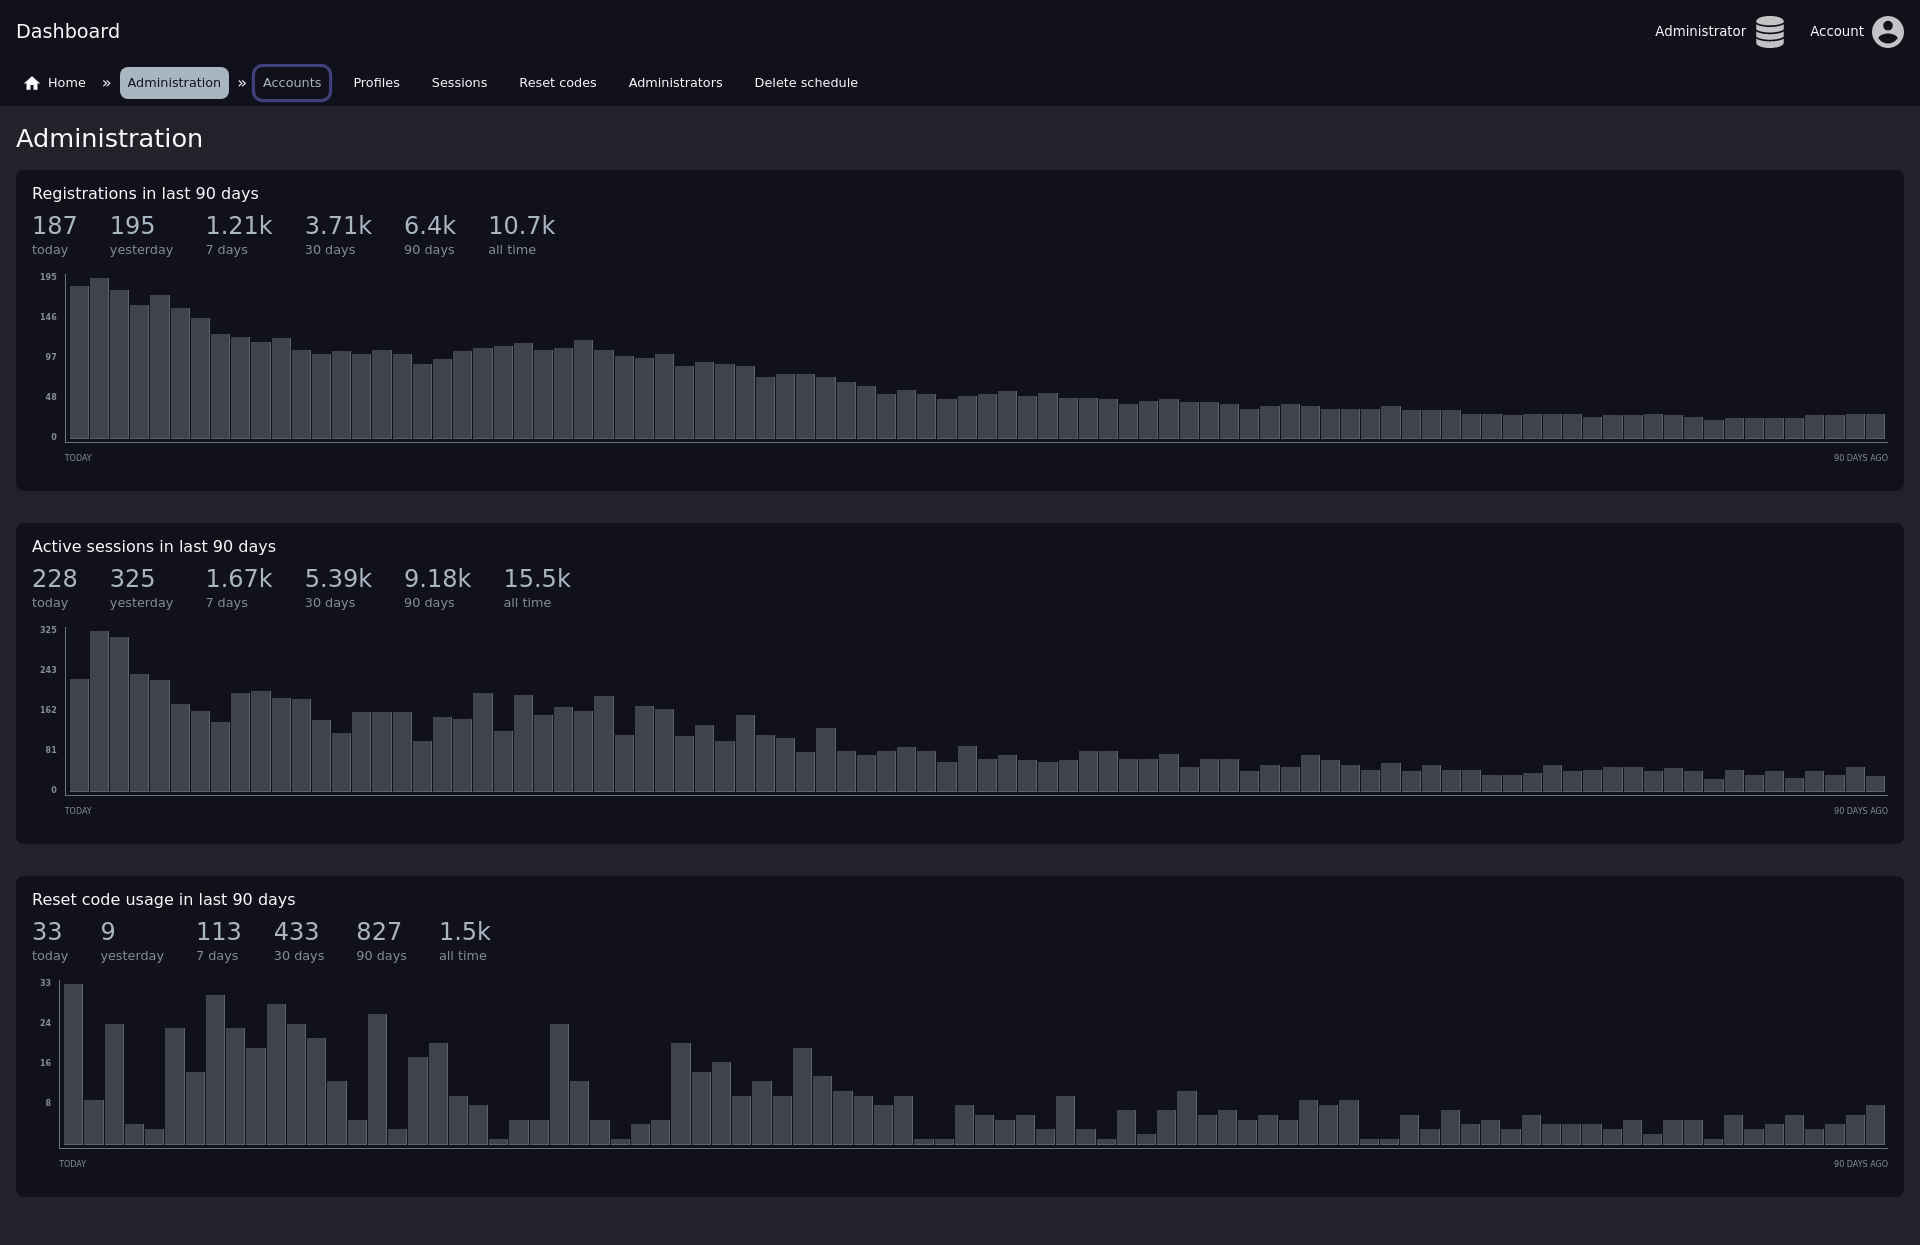 Dashboard
Administrator
Account
Home » Administration » Accounts Profiles Sessions Reset codes Administrators Delete schedule
Administration
Registrations in last 90 days
187 195 1.21k 3.71k 6.4k 10.7k
today yesterday 7 days 30 days 90 days all time
195
146
97
48
0
TODAY 90 DAYS AGO
Active sessions in last 90 days
228 325 1.67k 5.39k 9.18k 15.5k
today yesterday 7 days 30 days 90 days all time
325
243
162
81
0
TODAY 90 DAYS AGO
Reset code usage in last 90 days
33 9 113 433 827 1.5k
today yesterday 7 days 30 days 90 days all time
33
24
16
8
TODAY 90 DAYS AGO